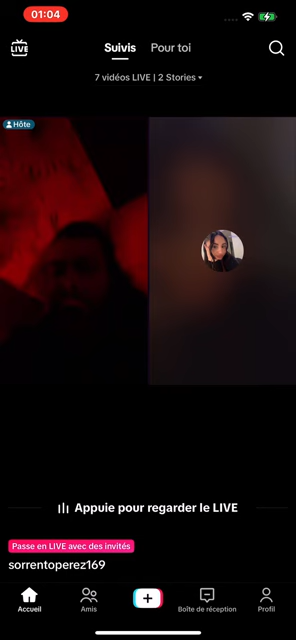 01:04
LIVE
Suivis
Pour toi
7 vidéos LIVE | 2 Stories
Hôte
Appuie pour regarder le LIVE
Passe en LIVE avec des invités
sorrentoperez169
Accueil
Amis
Boîte de réception
Profil